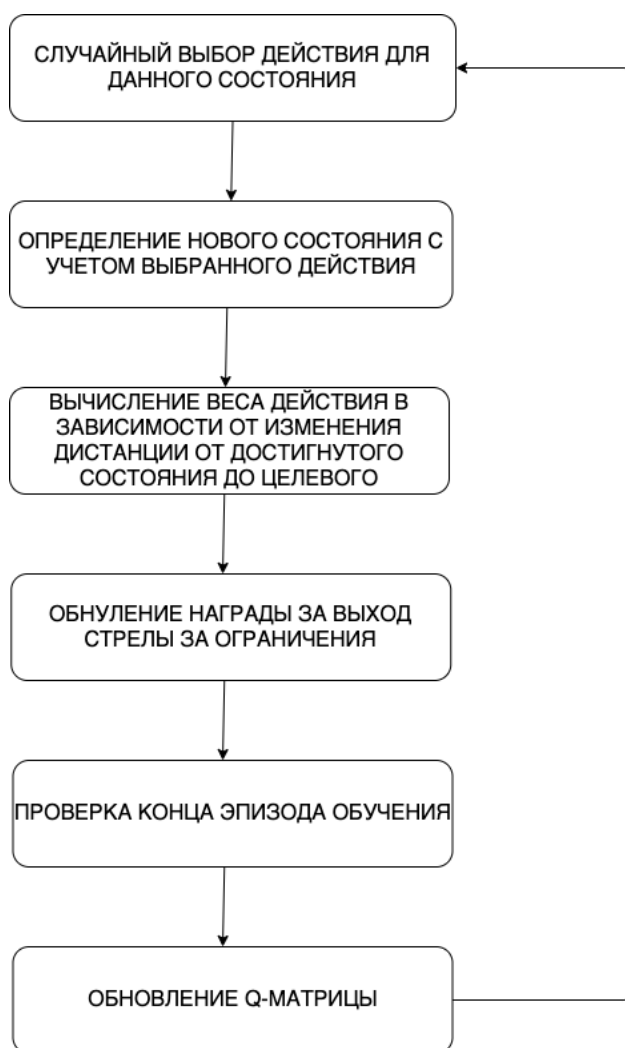 СЛУЧАЙНЫЙ ВЫБОР ДЕЙСТВИЯ ДЛЯ
ДАННОГО СОСТОЯНИЯ
ОПРЕДЕЛЕНИЕ НОВОГО СОСТОЯНИЯ С
УЧЕТОМ ВЫБРАННОГО ДЕЙСТВИЯ
ВЫЧИСЛЕНИЕ ВЕСА ДЕЙСТВИЯ В
ЗАВИСИМОСТИ ОТ ИЗМЕНЕНИЯ
ДИСТАНЦИИ ОТ ДОСТИГНУТОГО
СОСТОЯНИЯ ДО ЦЕЛЕВОГО
ОБНУЛЕНИЕ НАГРАДЫ ЗА ВЫХОД
СТРЕЛЫ ЗА ОГРАНИЧЕНИЯ
ПРОВЕРКА КОНЦА ЭПИЗОДА ОБУЧЕНИЯ
ОБНОВЛЕНИЕ Q-МАТРИЦЫ